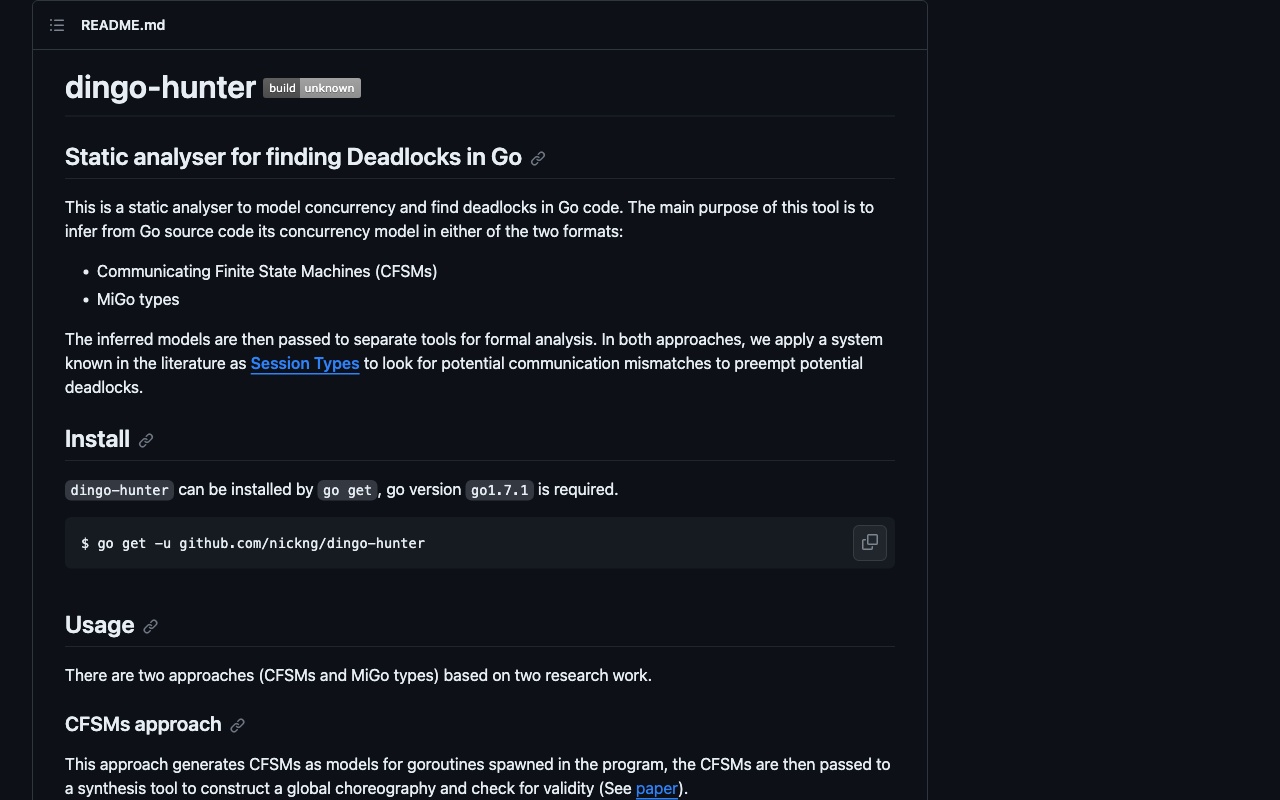 README.md
dingo-hunter build unknown
Static analyser for finding Deadlocks in Go
This is a static analyser to model concurrency and find deadlocks in Go code. The main purpose of this tool is to
infer from Go source code its concurrency model in either of the two formats:
• Communicating Finite State Machines (CFSMs)
• MiGo types
The inferred models are then passed to separate tools for formal analysis. In both approaches, we apply a system
known in the literature as Session Types to look for potential communication mismatches to preempt potential
deadlocks.
Install
dingo-hunter can be installed by go get, go version go1.7.1 is required.
$ go get -u github.com/nickng/dingo-hunter
Usage
There are two approaches (CFSMs and MiGo types) based on two research work.
CFSMs approach
This approach generates CFSMs as models for goroutines spawned in the program, the CFSMs are then passed to
a synthesis tool to construct a global choreography and check for validity (See paper).